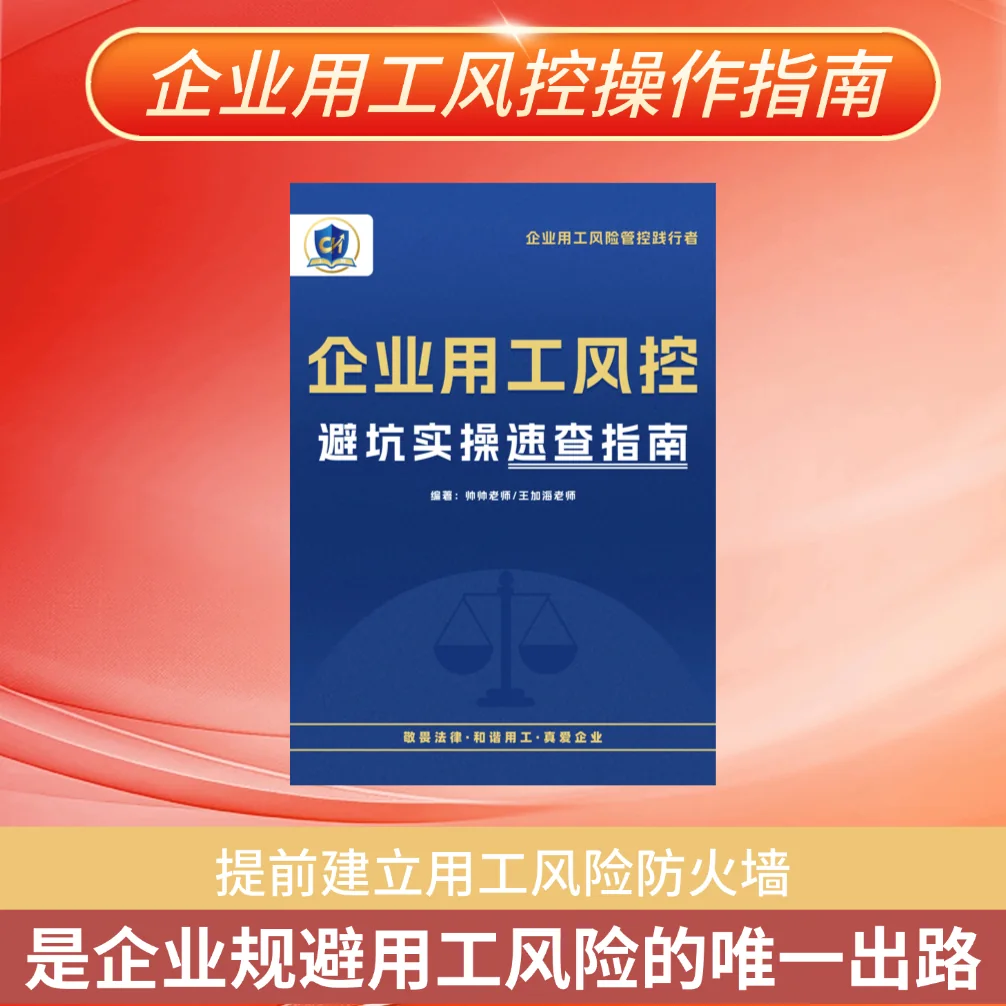 企业用工风控操作指南
企业用工风险管控践行者
企业用工风控
避坑实操速查指南
编著：帅帅老师/王加海老师
敬畏法律·和谐用工·真爱企业
提前建立用工风险防火墙
是企业规避用工风险的唯一出路